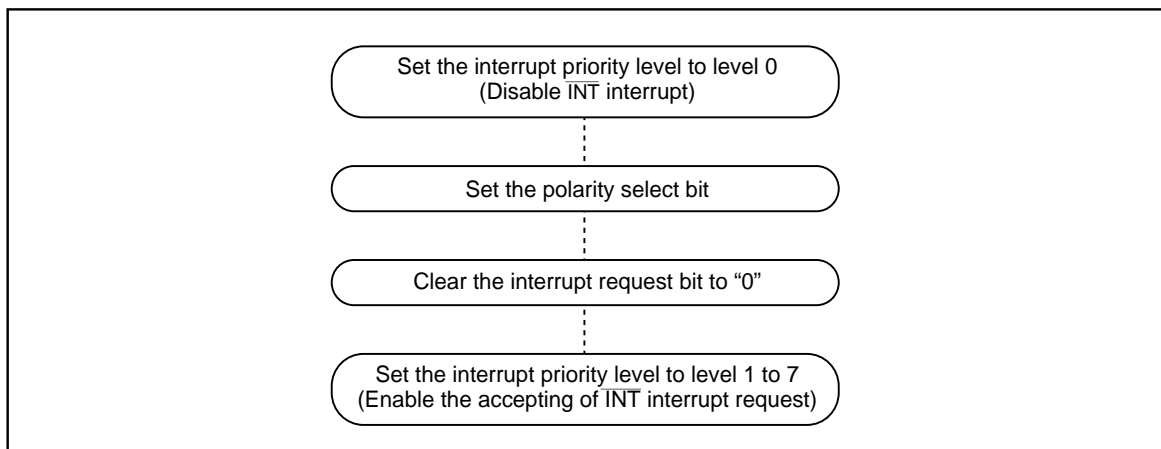 Set the interrupt priority level to level 0
(Disable I̅N̅T̅ interrupt)
Set the polarity select bit
Clear the interrupt request bit to “0”
Set the interrupt priority level to level 1 to 7
(Enable the accepting of I̅N̅T̅ interrupt request)